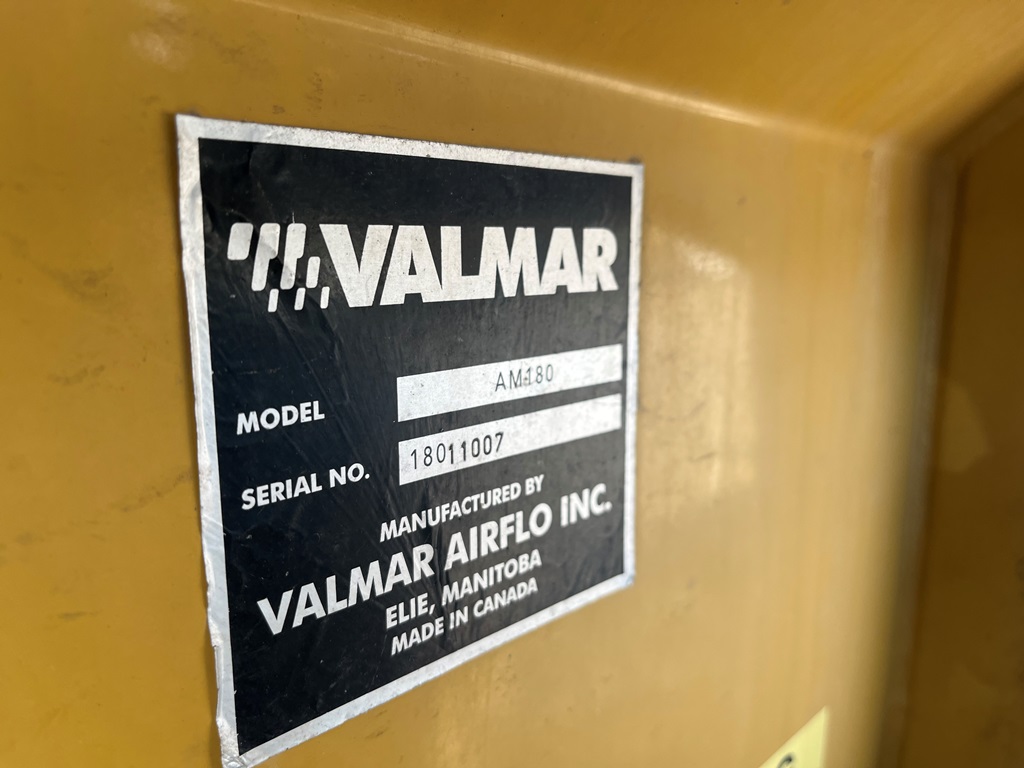 VALMAR
MODEL AM180
SERIAL NO. 18011007
MANUFACTURED BY
VALMAR AIRFLO INC.
ELIE, MANITOBA
MADE IN CANADA